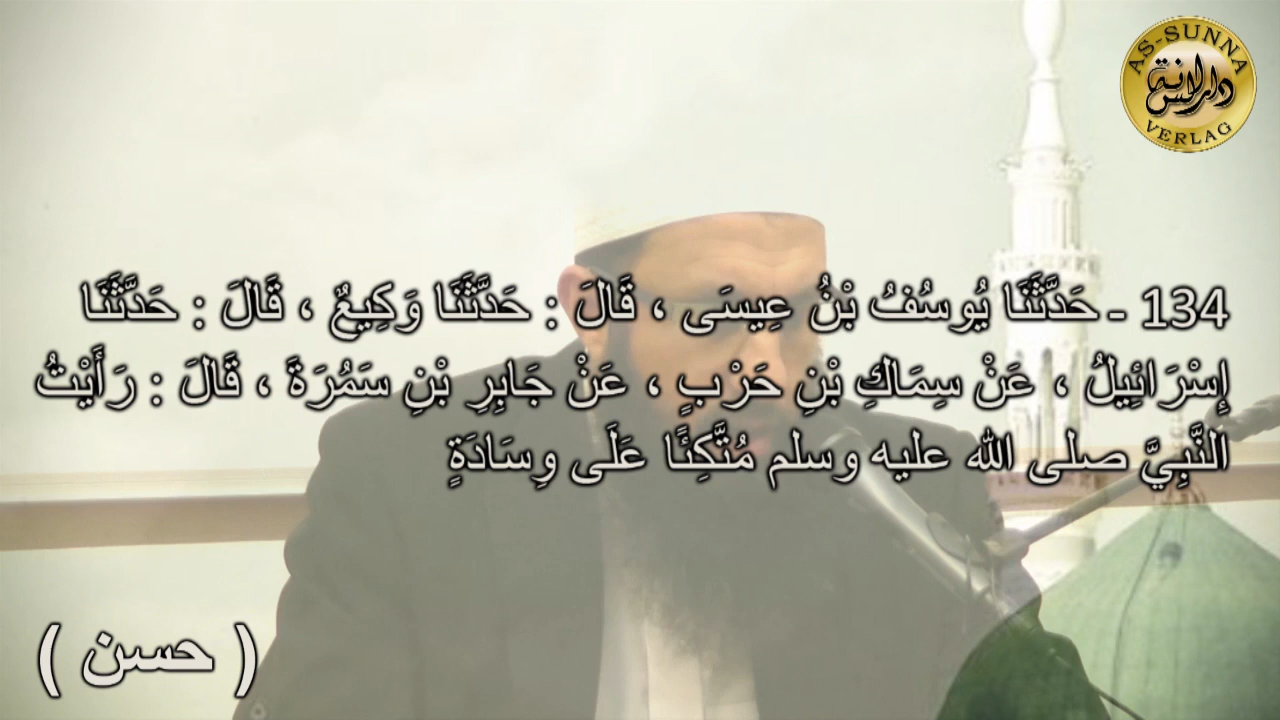 AS-SUNNA
دار السنة
VERLAG
134 - حَدَّثَنَا يُوسُفُ بْنُ عِيسَى ، قَالَ : حَدَّثَنَا وَكِيعٌ ، قَالَ : حَدَّثَنَا
إِسْرَائِيلُ ، عَنْ سِمَاكِ بْنِ حَرْبٍ ، عَنْ جَابِرِ بْنِ سَمُرَةَ ، قَالَ : رَأَيْتُ
النَّبِيَّ صلى الله عليه وسلم مُتَّكِئًا عَلَى وِسَادَةٍ
( حسن )